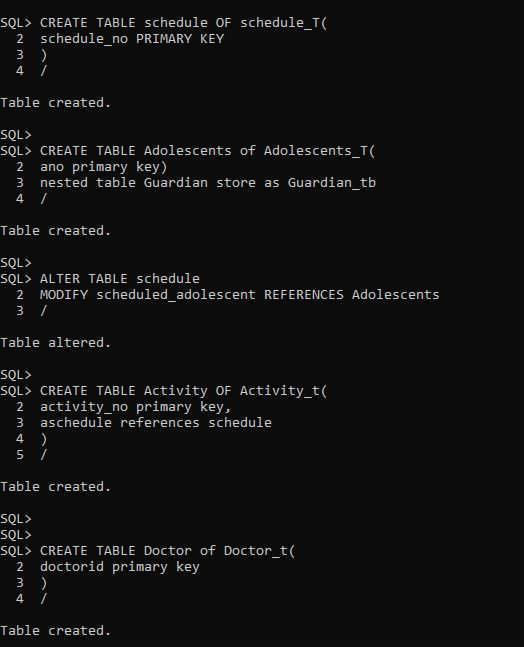 SQL> CREATE TABLE schedule OF schedule_T(
  2  schedule_no PRIMARY KEY
  3  )
  4  /
Table created.
SQL>
SQL> CREATE TABLE Adolescents of Adolescents_T(
  2  ano primary key)
  3  nested table Guardian store as Guardian_tb
  4  /
Table created.
SQL>
SQL> ALTER TABLE schedule
  2  MODIFY scheduled_adolescent REFERENCES Adolescents
  3  /
Table altered.
SQL>
SQL> CREATE TABLE Activity OF Activity_t(
  2  activity_no primary key,
  3  aschedule references schedule
  4  )
  5  /
Table created.
SQL>
SQL>
SQL> CREATE TABLE Doctor of Doctor_t(
  2  doctorid primary key
  3  )
  4  /
Table created.